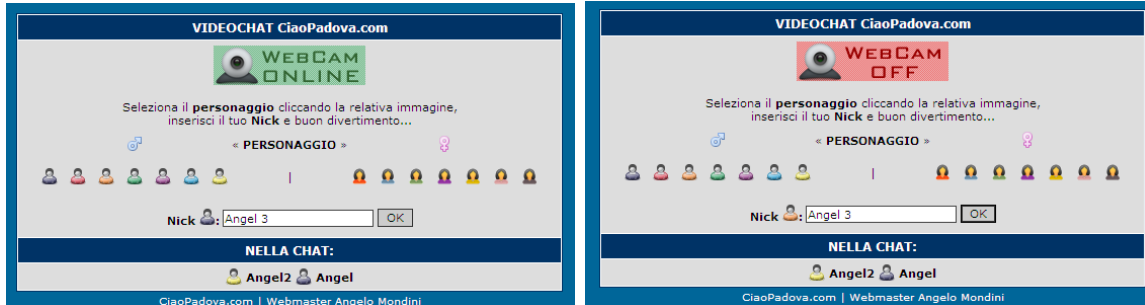 VIDEOCHAT CiaoPadova.com
WEBCAM
ONLINE
Seleziona il personaggio cliccando la relativa immagine,
inserisci il tuo Nick e buon divertimento...
« PERSONAGGIO »
|
Nick : Angel 3 OK
NELLA CHAT:
Angel2 Angel
CiaoPadova.com | Webmaster Angelo Mondini
VIDEOCHAT CiaoPadova.com
WEBCAM
OFF
Seleziona il personaggio cliccando la relativa immagine,
inserisci il tuo Nick e buon divertimento...
« PERSONAGGIO »
|
Nick : Angel 3 OK
NELLA CHAT:
Angel2 Angel
CiaoPadova.com | Webmaster Angelo Mondini